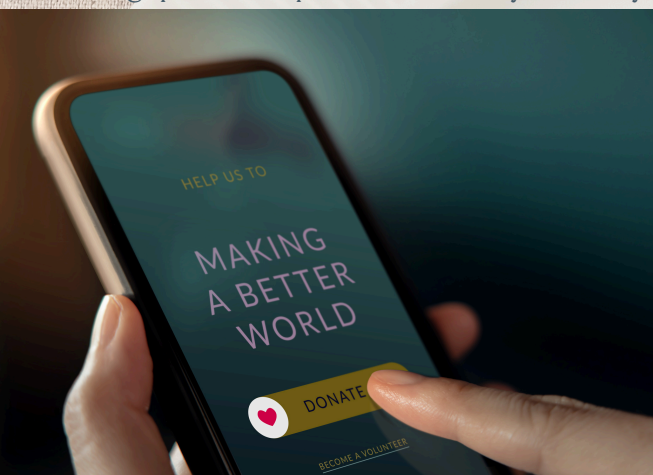 HELP US TO
MAKING
A BETTER
WORLD
DONATE
BECOME A VOLUNTEER